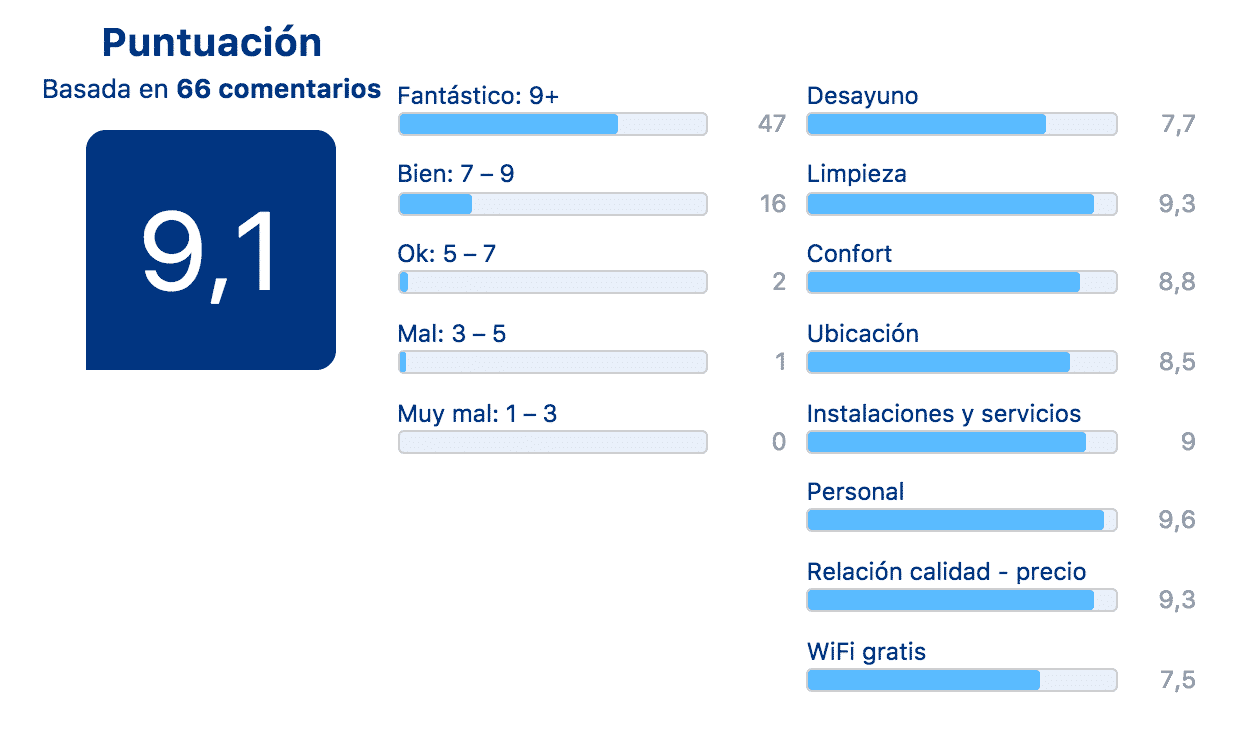 Puntuación
Basada en 66 comentarios
9,1
Fantástico: 9+
47
Bien: 7 – 9
16
Ok: 5 – 7
2
Mal: 3 – 5
1
Muy mal: 1 – 3
0
Desayuno
7,7
Limpieza
9,3
Confort
8,8
Ubicación
8,5
Instalaciones y servicios
9
Personal
9,6
Relación calidad - precio
9,3
WiFi gratis
7,5